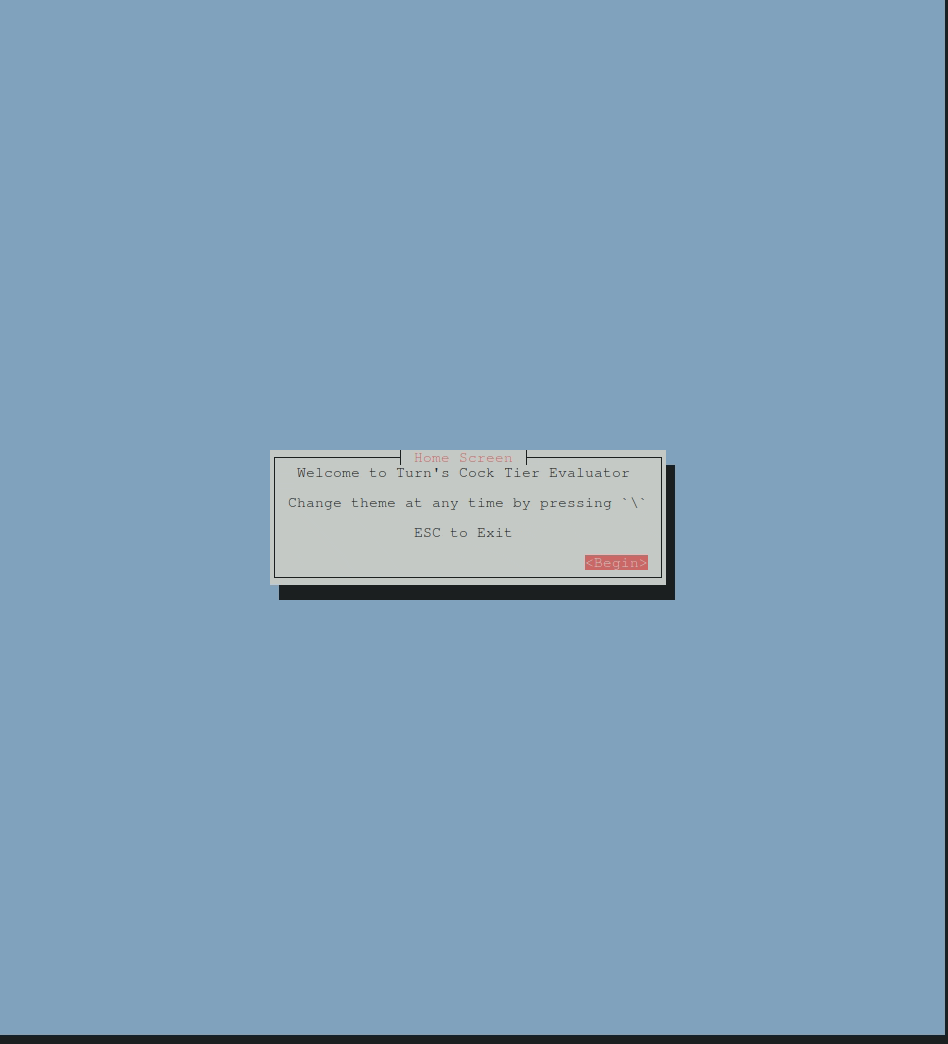 Home Screen
Welcome to Turn's Cock Tier Evaluator
Change theme at any time by pressing `\`
ESC to Exit
<Begin>